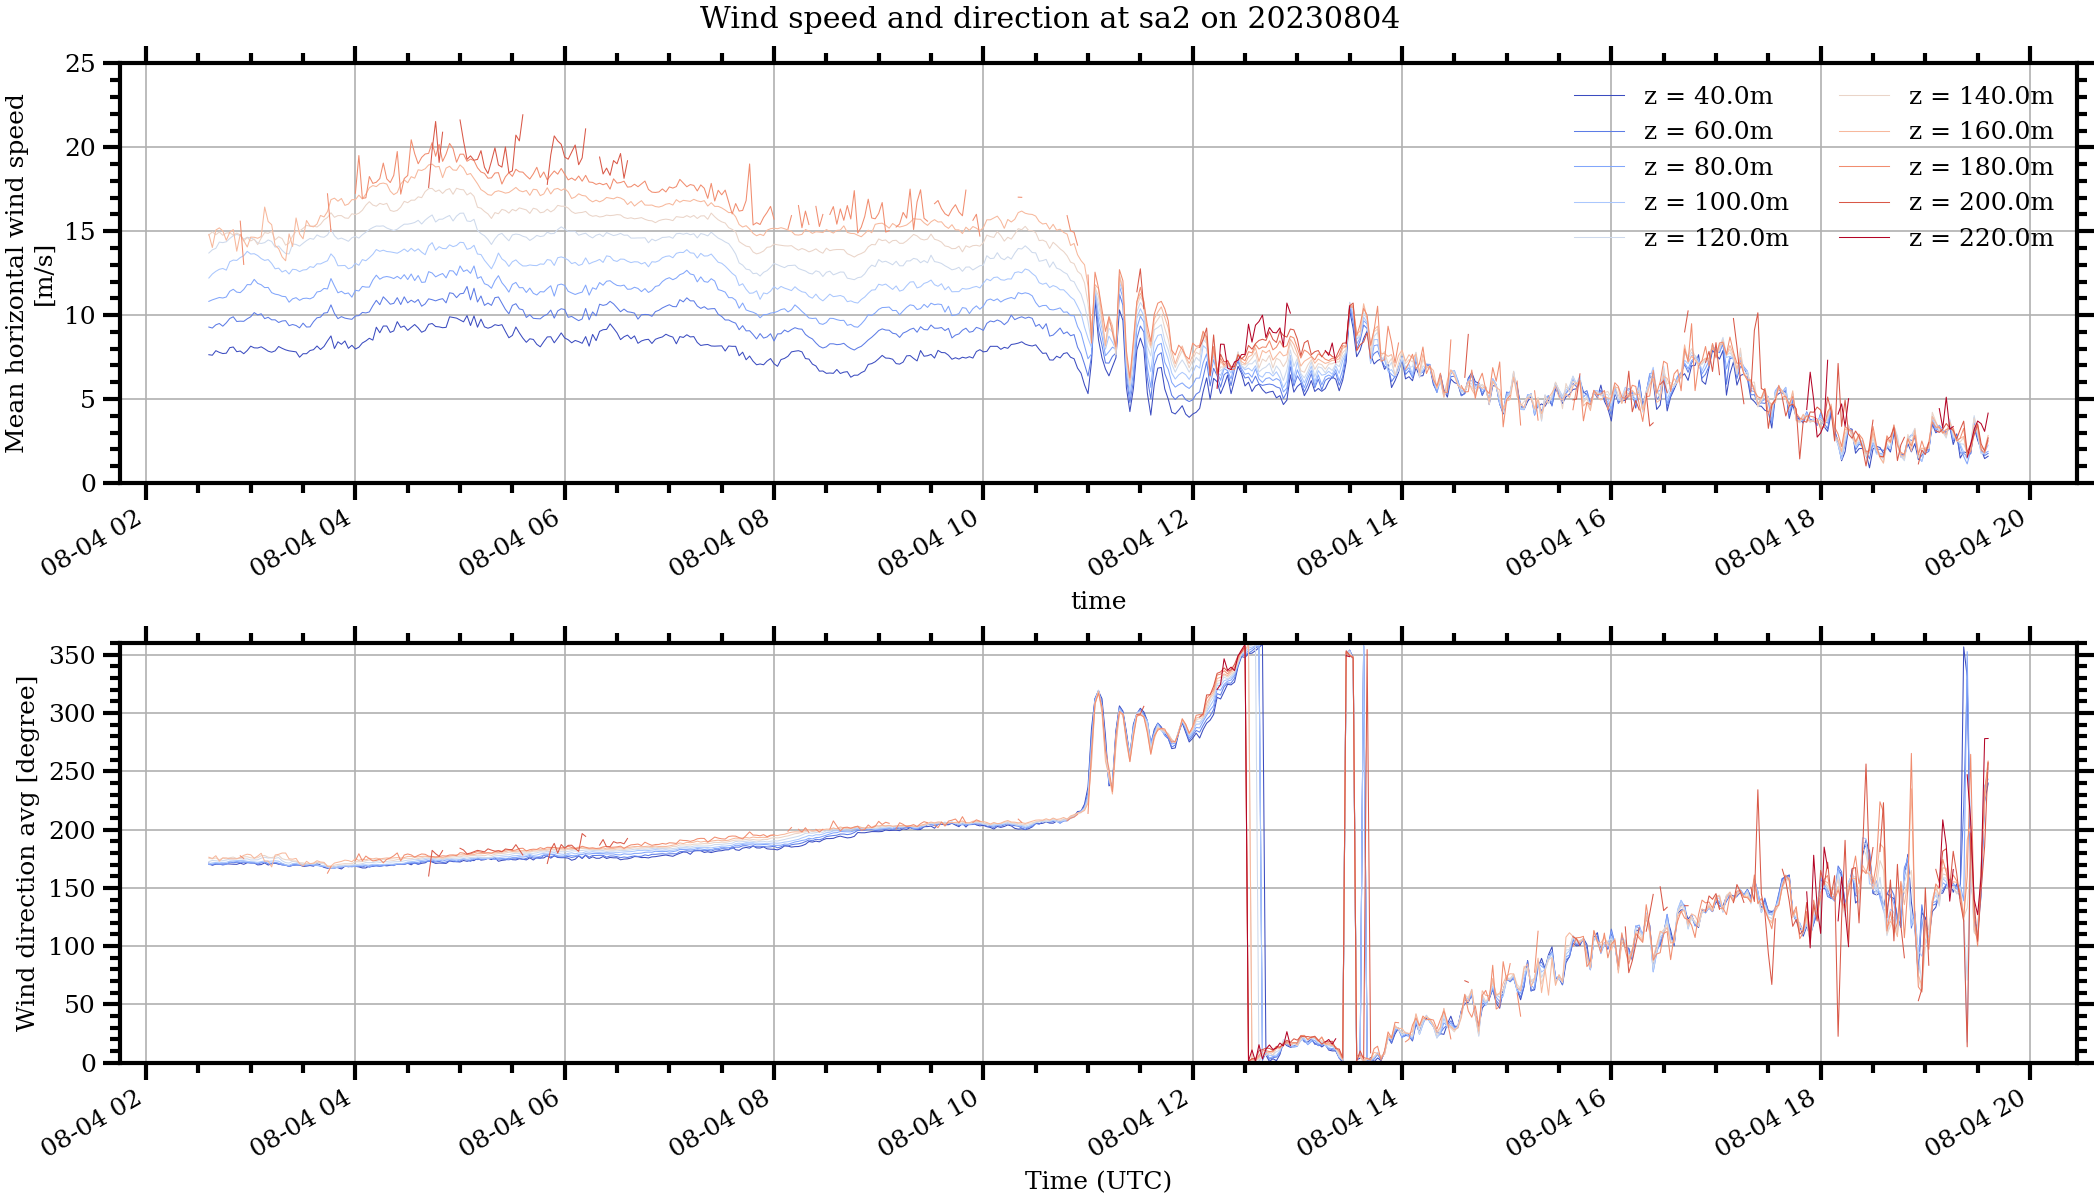 Wind speed and direction at sa2 on 20230804
Mean horizontal wind speed
[m/s]
25
20
15
10
5
0
z = 40.0m
z = 60.0m
z = 80.0m
z = 100.0m
z = 120.0m
z = 140.0m
z = 160.0m
z = 180.0m
z = 200.0m
z = 220.0m
08-04 02
08-04 04
08-04 06
08-04 08
08-04 10
08-04 12
08-04 14
08-04 16
08-04 18
08-04 20
time
Wind direction avg [degree]
350
300
250
200
150
100
50
0
08-04 02
08-04 04
08-04 06
08-04 08
08-04 10
08-04 12
08-04 14
08-04 16
08-04 18
08-04 20
Time (UTC)